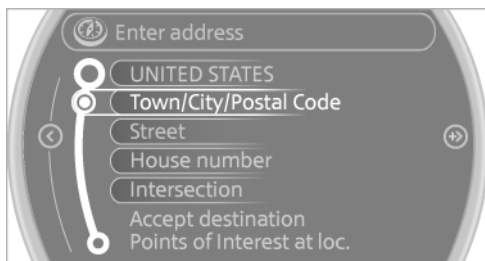 Enter address
UNITED STATES
Town/City/Postal Code
Street
House number
Intersection
Accept destination
Points of Interest at loc.